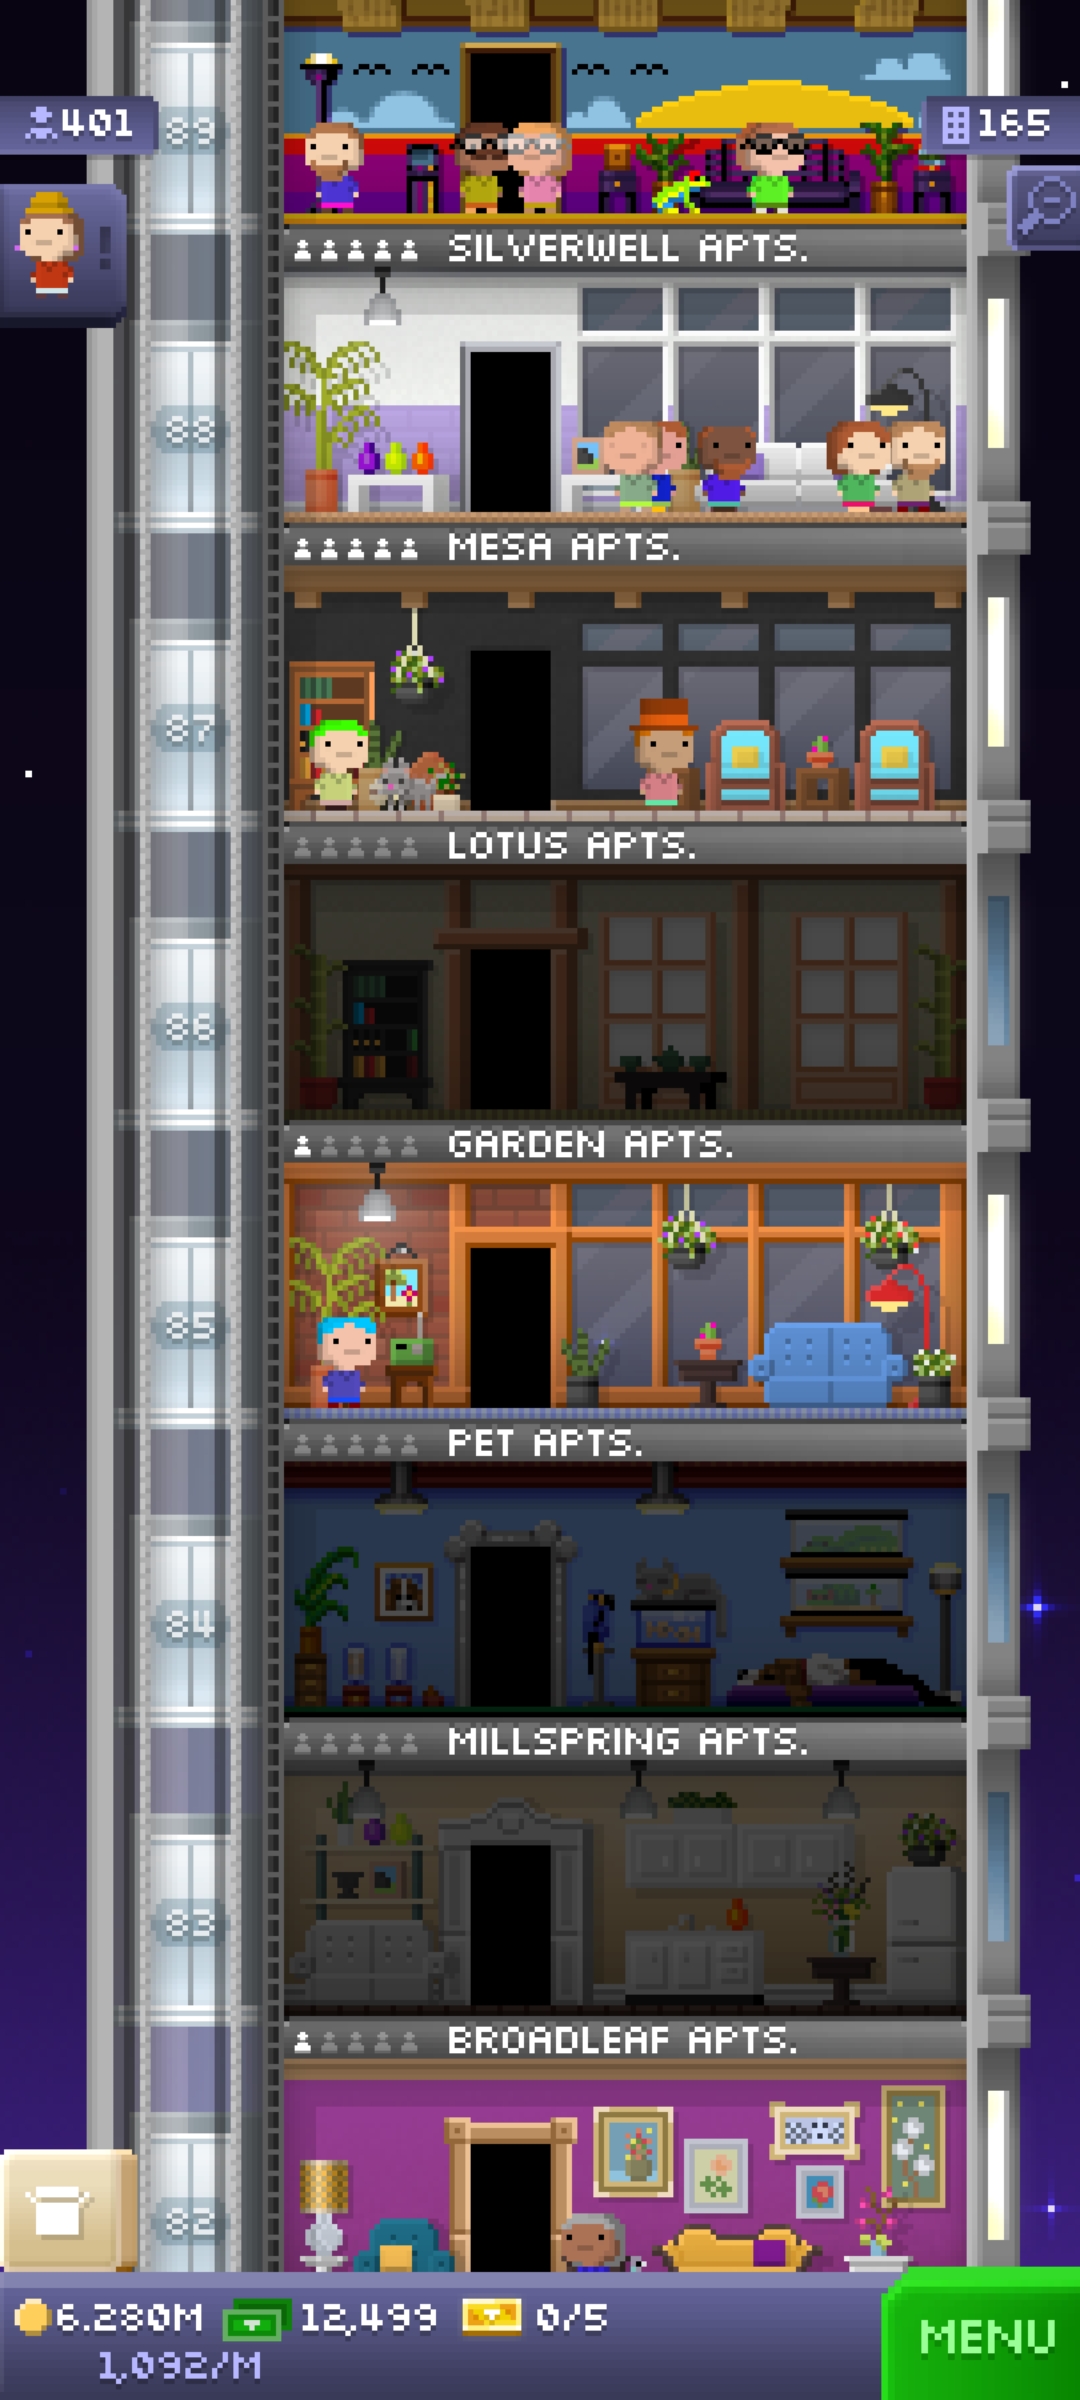 401
89
165
!
SILVERWELL APTS.
88
MESA APTS.
87
LOTUS APTS.
86
GARDEN APTS.
85
PET APTS.
84
MILLSPRING APTS.
83
BROADLEAF APTS.
82
6.280M 12,499 0/5
1,092/M
MENU